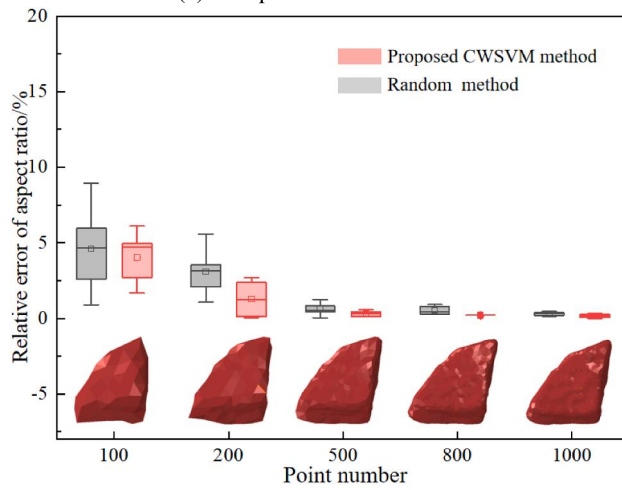 20
Proposed CWSVM method
Random method
15
10
5
0
-5
Relative error of aspect ratio/%
100 200 500 800 1000
Point number